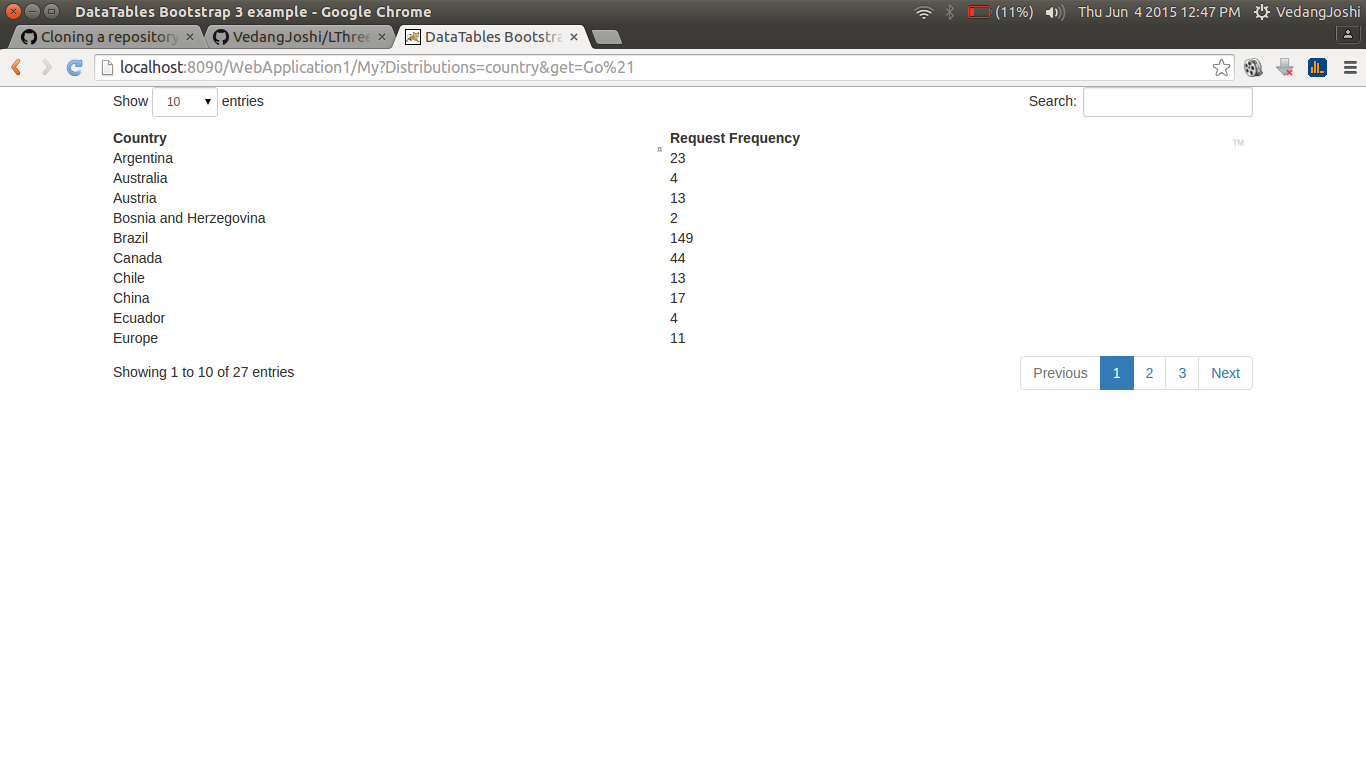 DataTables Bootstrap 3 example - Google Chrome
(11%) Thu Jun 4 2015 12:47 PM VedangJoshi
Cloning a repository VedangJoshi/LThree DataTables Bootstra
localhost:8090/WebApplication1/My?Distributions=country&get=Go%21
Show 10 entries Search:
Country Request Frequency
n TM
Argentina 23
Australia 4
Austria 13
Bosnia and Herzegovina 2
Brazil 149
Canada 44
Chile 13
China 17
Ecuador 4
Europe 11
Showing 1 to 10 of 27 entries Previous 1 2 3 Next